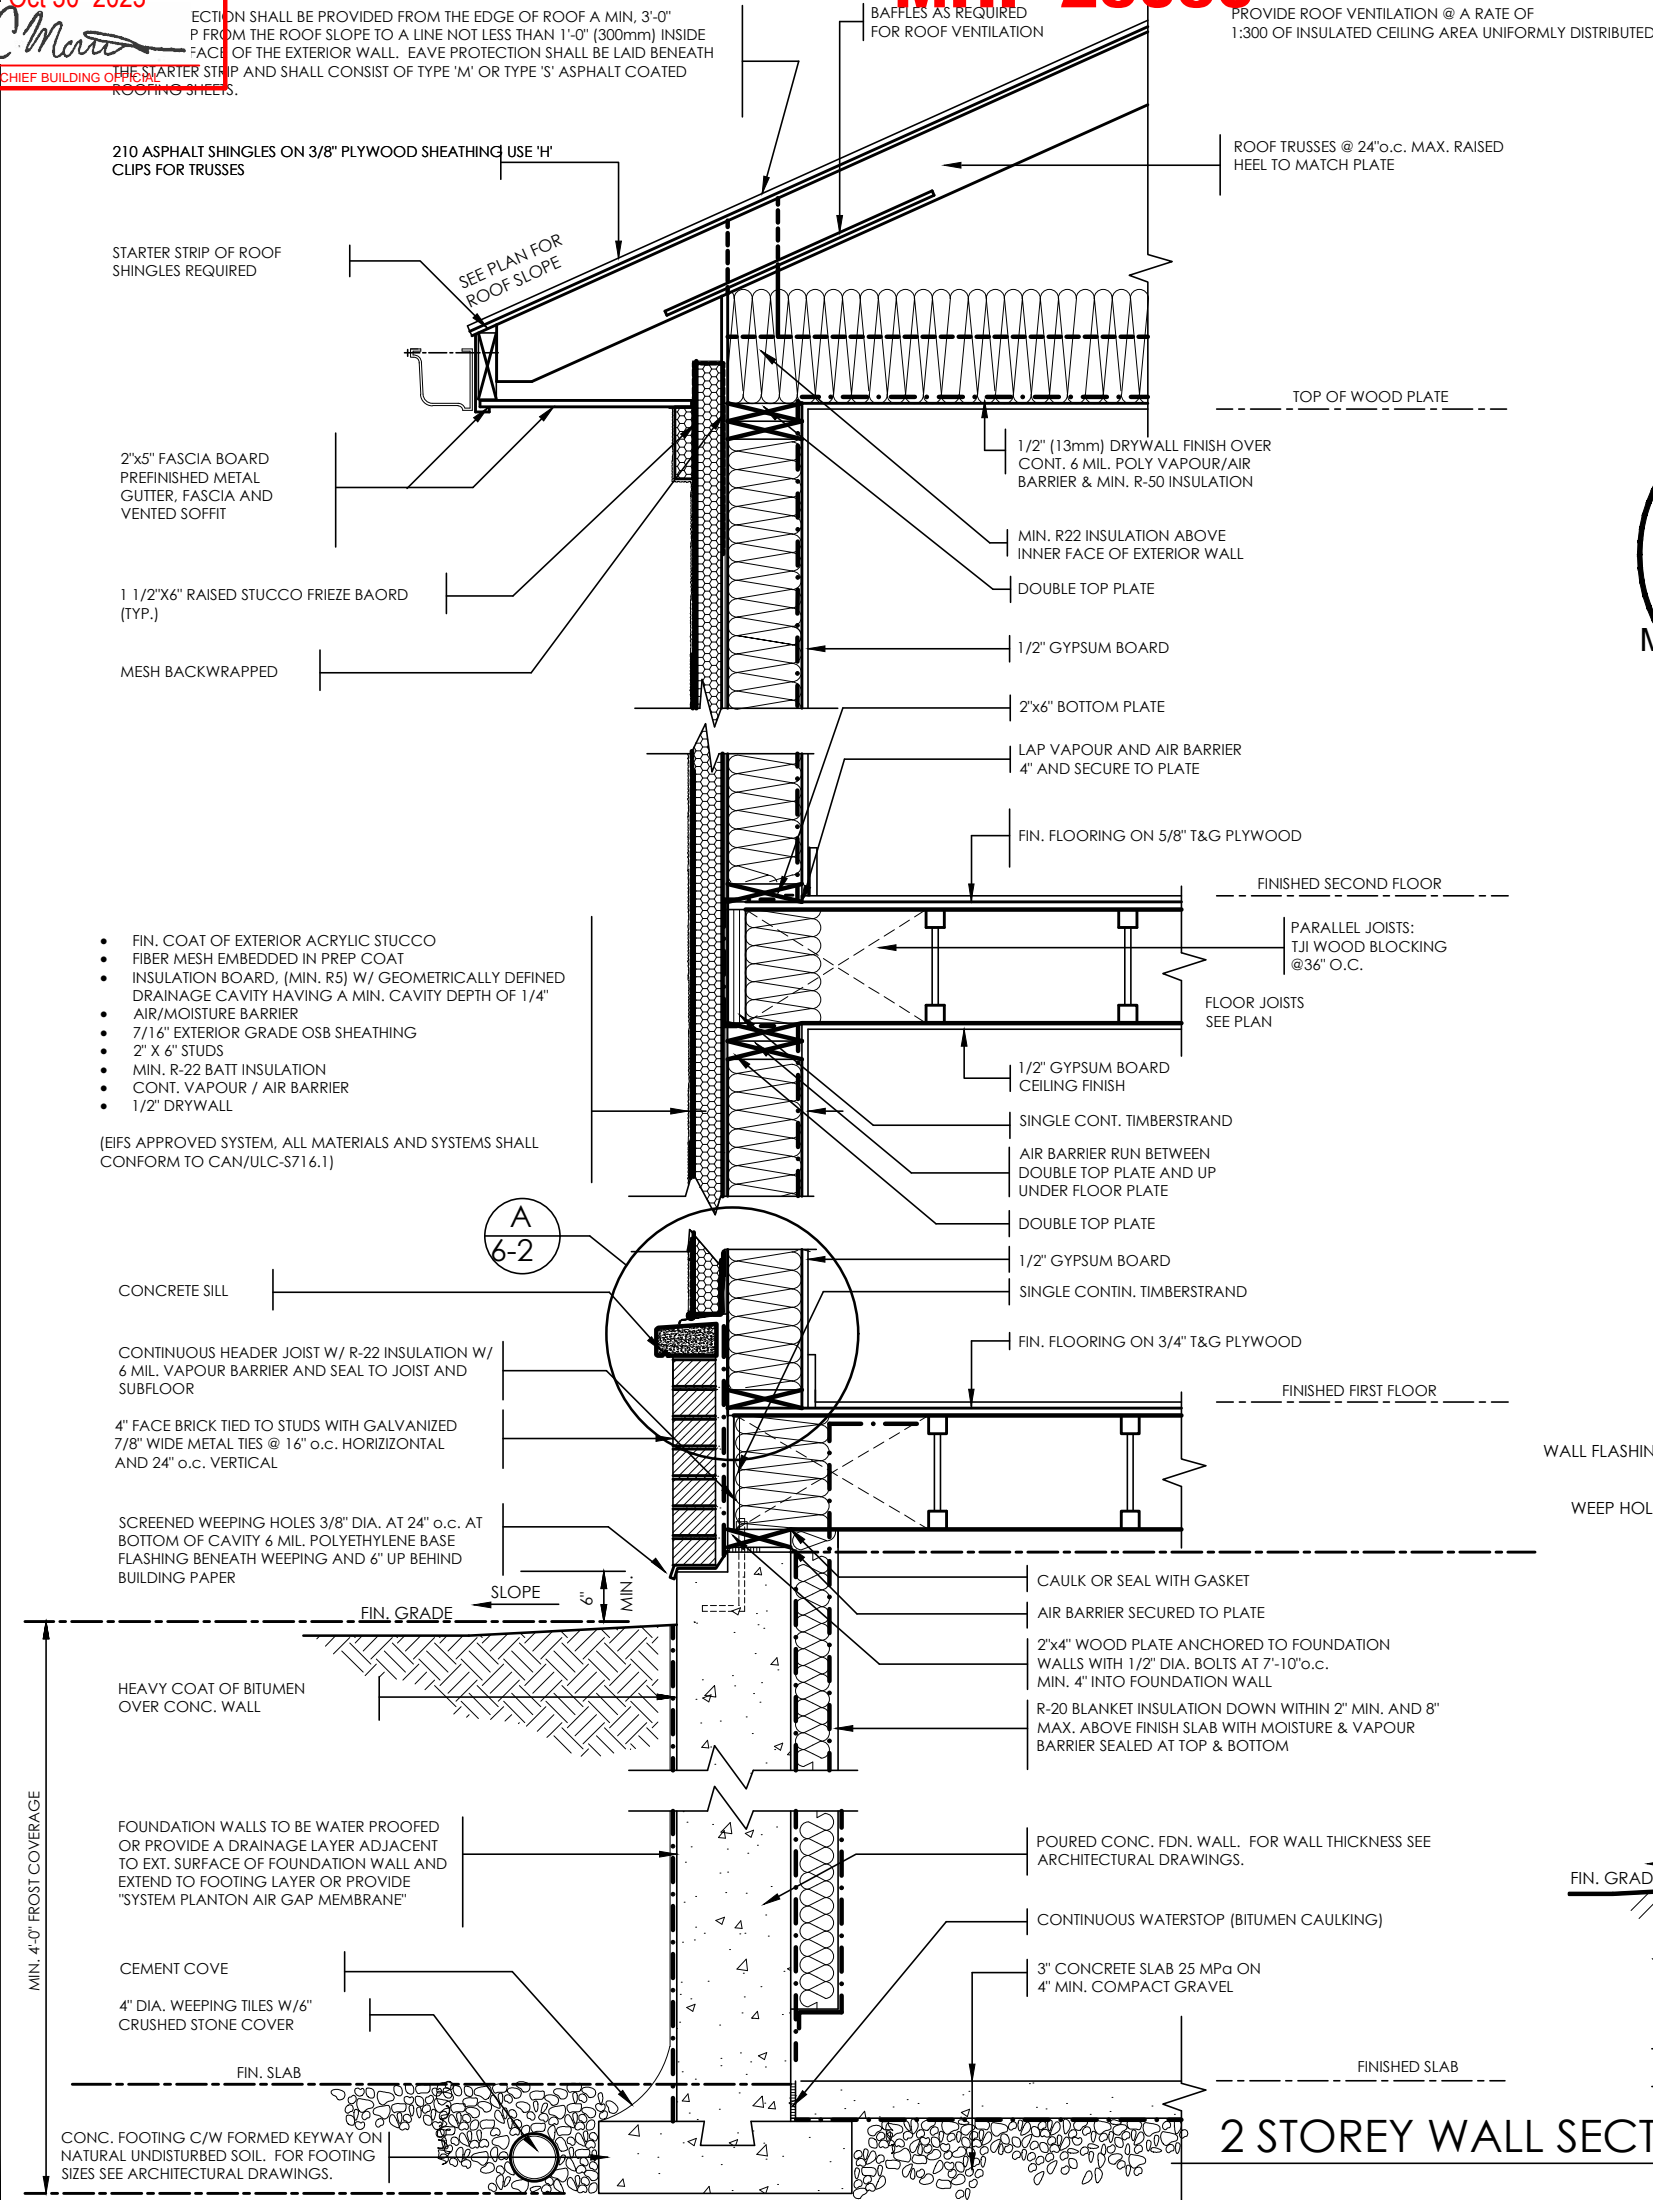 Oct 30 2025
CHIEF BUILDING OFFICIAL
ECTION SHALL BE PROVIDED FROM THE EDGE OF ROOF A MIN, 3'-0"
P FROM THE ROOF SLOPE TO A LINE NOT LESS THAN 1'-0" (300mm) INSIDE
FACE OF THE EXTERIOR WALL. EAVE PROTECTION SHALL BE LAID BENEATH
THE STARTER STRIP AND SHALL CONSIST OF TYPE 'M' OR TYPE 'S' ASPHALT COATED
ROOFING SHEETS.
BAFFLES AS REQUIRED
FOR ROOF VENTILATION
PROVIDE ROOF VENTILATION @ A RATE OF
1:300 OF INSULATED CEILING AREA UNIFORMLY DISTRIBUTED
210 ASPHALT SHINGLES ON 3/8" PLYWOOD SHEATHING USE 'H'
CLIPS FOR TRUSSES
ROOF TRUSSES @ 24"o.c. MAX. RAISED
HEEL TO MATCH PLATE
STARTER STRIP OF ROOF
SHINGLES REQUIRED
SEE PLAN FOR
ROOF SLOPE
TOP OF WOOD PLATE
2"x5" FASCIA BOARD
PREFINISHED METAL
GUTTER, FASCIA AND
VENTED SOFFIT
1/2" (13mm) DRYWALL FINISH OVER
CONT. 6 MIL. POLY VAPOUR/AIR
BARRIER & MIN. R-50 INSULATION
MIN. R22 INSULATION ABOVE
INNER FACE OF EXTERIOR WALL
DOUBLE TOP PLATE
1 1/2"X6" RAISED STUCCO FRIEZE BAORD
(TYP.)
1/2" GYPSUM BOARD
MESH BACKWRAPPED
2"x6" BOTTOM PLATE
LAP VAPOUR AND AIR BARRIER
4" AND SECURE TO PLATE
FIN. FLOORING ON 5/8" T&G PLYWOOD
FINISHED SECOND FLOOR
PARALLEL JOISTS:
TJI WOOD BLOCKING
@36" O.C.
FLOOR JOISTS
SEE PLAN
• FIN. COAT OF EXTERIOR ACRYLIC STUCCO
• FIBER MESH EMBEDDED IN PREP COAT
• INSULATION BOARD, (MIN. R5) W/ GEOMETRICALLY DEFINED
DRAINAGE CAVITY HAVING A MIN. CAVITY DEPTH OF 1/4"
• AIR/MOISTURE BARRIER
• 7/16" EXTERIOR GRADE OSB SHEATHING
• 2" X 6" STUDS
• MIN. R-22 BATT INSULATION
• CONT. VAPOUR / AIR BARRIER
• 1/2" DRYWALL
(EIFS APPROVED SYSTEM, ALL MATERIALS AND SYSTEMS SHALL
CONFORM TO CAN/ULC-S716.1)
1/2" GYPSUM BOARD
CEILING FINISH
SINGLE CONT. TIMBERSTRAND
AIR BARRIER RUN BETWEEN
DOUBLE TOP PLATE AND UP
UNDER FLOOR PLATE
DOUBLE TOP PLATE
A
6-2
1/2" GYPSUM BOARD
CONCRETE SILL
SINGLE CONTIN. TIMBERSTRAND
FIN. FLOORING ON 3/4" T&G PLYWOOD
CONTINUOUS HEADER JOIST W/ R-22 INSULATION W/
6 MIL. VAPOUR BARRIER AND SEAL TO JOIST AND
SUBFLOOR
FINISHED FIRST FLOOR
4" FACE BRICK TIED TO STUDS WITH GALVANIZED
7/8" WIDE METAL TIES @ 16" o.c. HORIZIZONTAL
AND 24" o.c. VERTICAL
WALL FLASHIN
WEEP HOL
SCREENED WEEPING HOLES 3/8" DIA. AT 24" o.c. AT
BOTTOM OF CAVITY 6 MIL. POLYETHYLENE BASE
FLASHING BENEATH WEEPING AND 6" UP BEHIND
BUILDING PAPER
SLOPE
6"
MIN.
FIN. GRADE
CAULK OR SEAL WITH GASKET
AIR BARRIER SECURED TO PLATE
2"x4" WOOD PLATE ANCHORED TO FOUNDATION
WALLS WITH 1/2" DIA. BOLTS AT 7'-10"o.c.
MIN. 4" INTO FOUNDATION WALL
HEAVY COAT OF BITUMEN
OVER CONC. WALL
R-20 BLANKET INSULATION DOWN WITHIN 2" MIN. AND 8"
MAX. ABOVE FINISH SLAB WITH MOISTURE & VAPOUR
BARRIER SEALED AT TOP & BOTTOM
MIN. 4'-0" FROST COVERAGE
FOUNDATION WALLS TO BE WATER PROOFED
OR PROVIDE A DRAINAGE LAYER ADJACENT
TO EXT. SURFACE OF FOUNDATION WALL AND
EXTEND TO FOOTING LAYER OR PROVIDE
"SYSTEM PLANTON AIR GAP MEMBRANE"
POURED CONC. FDN. WALL. FOR WALL THICKNESS SEE
ARCHITECTURAL DRAWINGS.
FIN. GRAD
CONTINUOUS WATERSTOP (BITUMEN CAULKING)
CEMENT COVE
3" CONCRETE SLAB 25 MPa ON
4" MIN. COMPACT GRAVEL
4" DIA. WEEPING TILES W/6"
CRUSHED STONE COVER
FIN. SLAB
FINISHED SLAB
CONC. FOOTING C/W FORMED KEYWAY ON
NATURAL UNDISTURBED SOIL. FOR FOOTING
SIZES SEE ARCHITECTURAL DRAWINGS.
2 STOREY WALL SECT